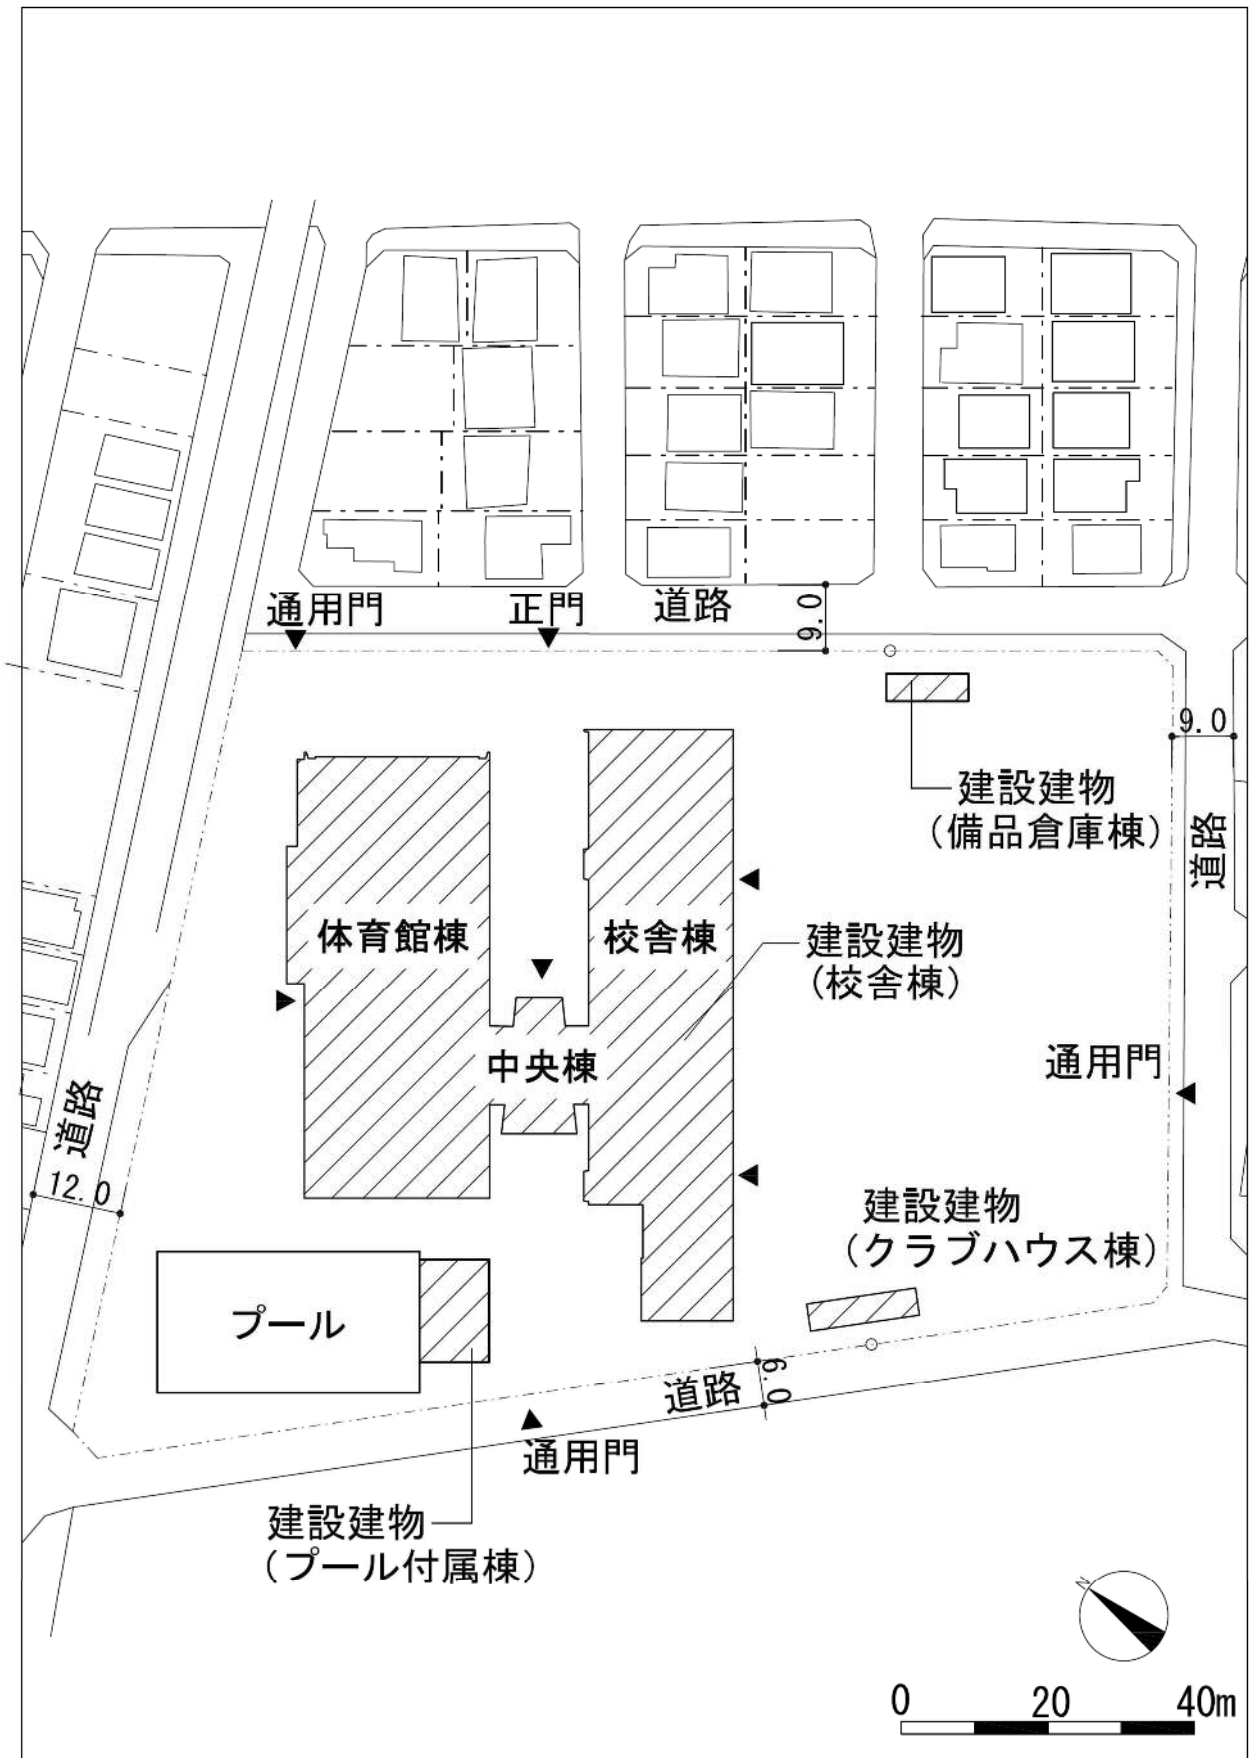 通用門
正門
道路
9.0
9.0
建設建物
（備品倉庫棟）
道路
体育館棟
校舎棟
建設建物
（校舎棟）
中央棟
通用門
道路
12.0
建設建物
（クラブハウス棟）
プール
道路
9.0
通用門
建設建物
（プール付属棟）
N
0 20 40m